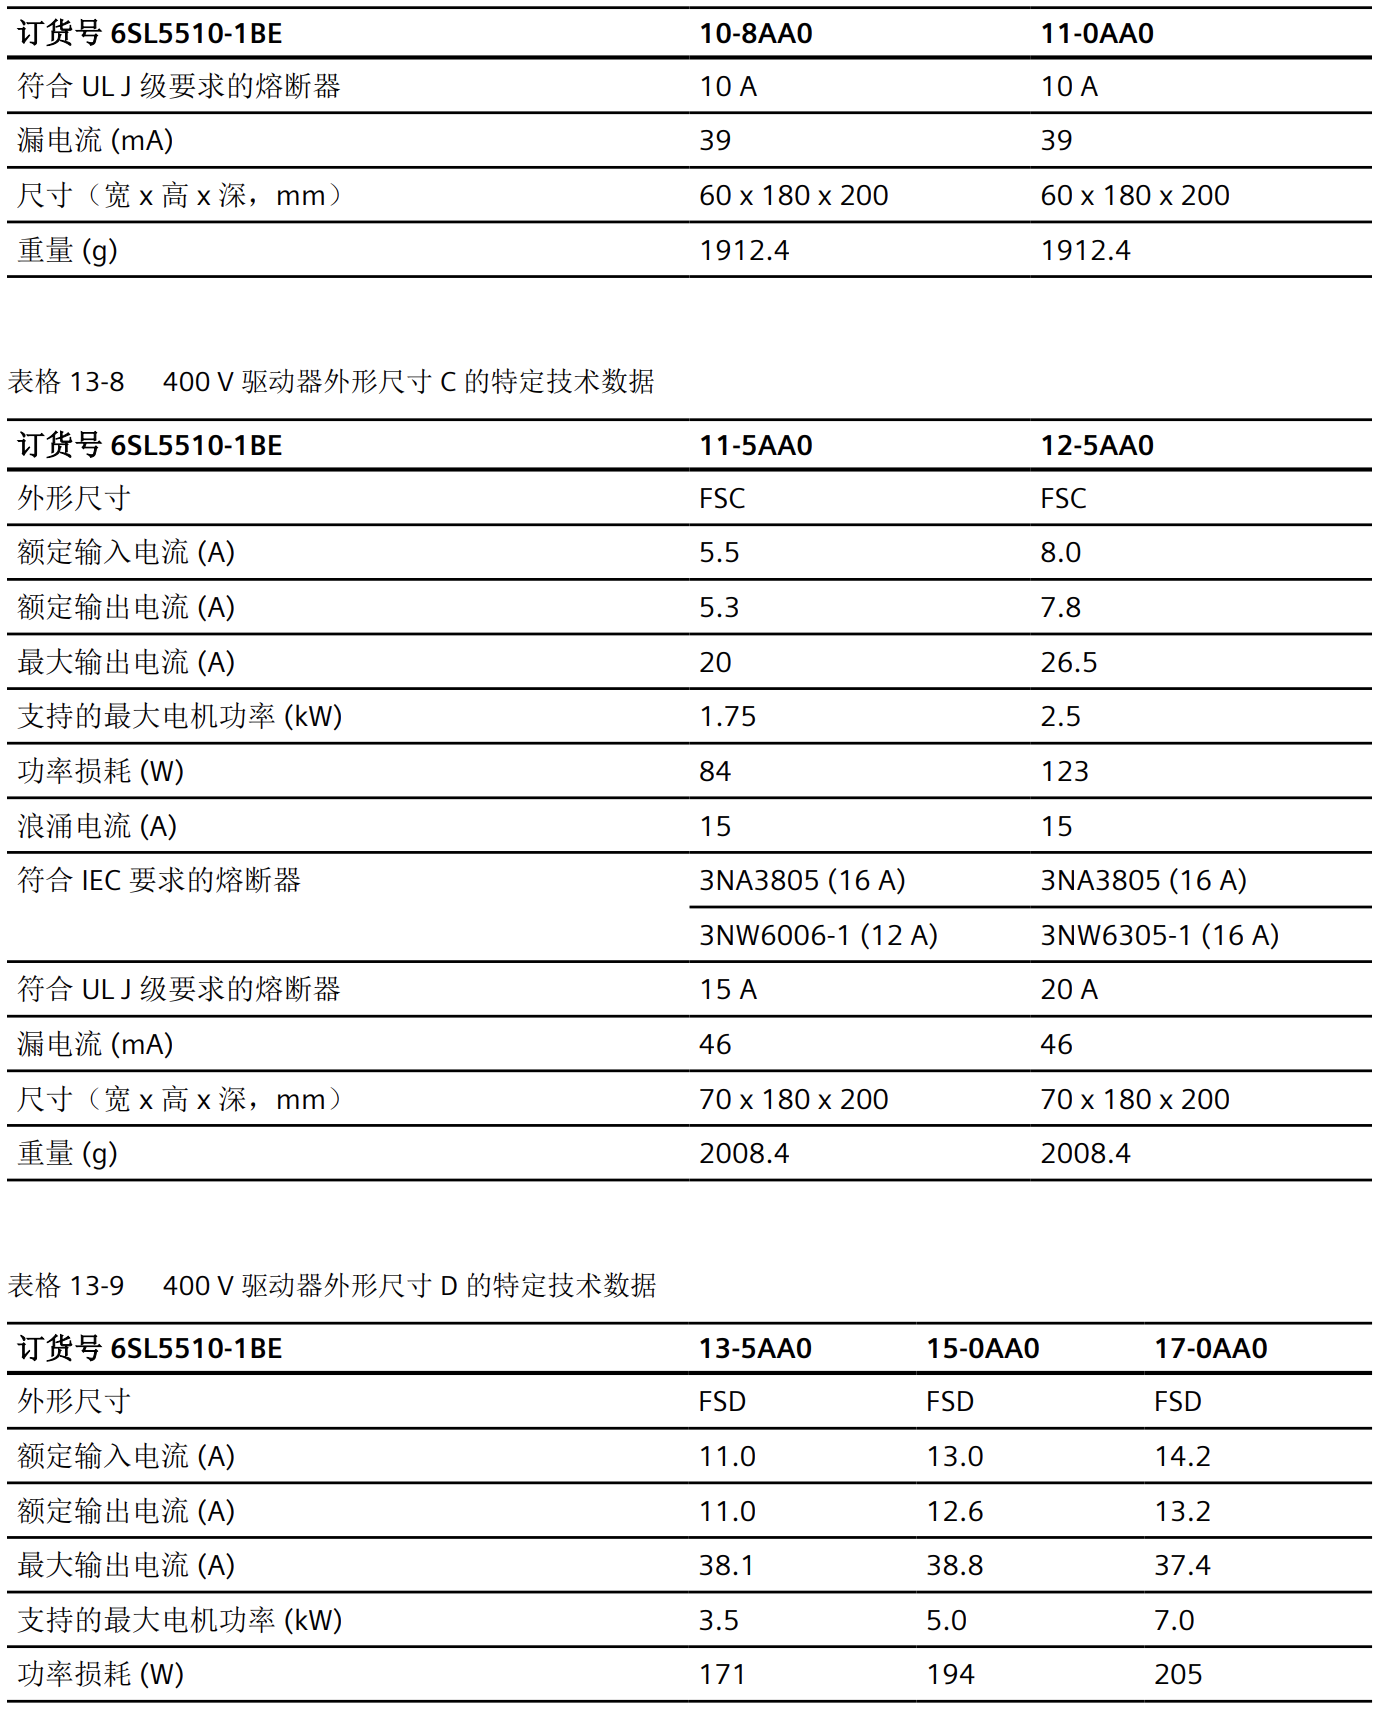 订货号 6SL5510-1BE 10-8AA0 11-0AA0
符合 UL J 级要求的熔断器 10 A 10 A
漏电流 (mA) 39 39
尺寸（宽 x 高 x 深，mm） 60 x 180 x 200 60 x 180 x 200
重量 (g) 1912.4 1912.4
表格 13-8 400 V 驱动器外形尺寸 C 的特定技术数据
订货号 6SL5510-1BE 11-5AA0 12-5AA0
外形尺寸 FSC FSC
额定输入电流 (A) 5.5 8.0
额定输出电流 (A) 5.3 7.8
最大输出电流 (A) 20 26.5
支持的最大电机功率 (kW) 1.75 2.5
功率损耗 (W) 84 123
浪涌电流 (A) 15 15
符合 IEC 要求的熔断器 3NA3805 (16 A) 3NA3805 (16 A)
3NW6006-1 (12 A) 3NW6305-1 (16 A)
符合 UL J 级要求的熔断器 15 A 20 A
漏电流 (mA) 46 46
尺寸（宽 x 高 x 深，mm） 70 x 180 x 200 70 x 180 x 200
重量 (g) 2008.4 2008.4
表格 13-9 400 V 驱动器外形尺寸 D 的特定技术数据
订货号 6SL5510-1BE 13-5AA0 15-0AA0 17-0AA0
外形尺寸 FSD FSD FSD
额定输入电流 (A) 11.0 13.0 14.2
额定输出电流 (A) 11.0 12.6 13.2
最大输出电流 (A) 38.1 38.8 37.4
支持的最大电机功率 (kW) 3.5 5.0 7.0
功率损耗 (W) 171 194 205